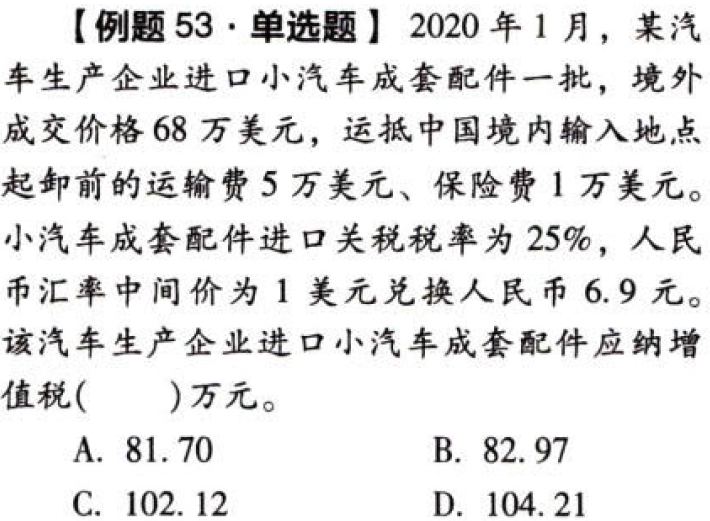 【例题 53·单选题】 2020 年 1 月，某汽
车生产企业进口小汽车成套配件一批，境外
成交价格 68 万美元，运抵中国境内输入地点
起卸前的运输费 5 万美元、保险费 1 万美元。
小汽车成套配件进口关税税率为 25%，人民
币汇率中间价为 1 美元兑换人民币 6.9 元。
该汽车生产企业进口小汽车成套配件应纳增
值税(　　)万元。
A. 81.70　　B. 82.97
C. 102.12　　D. 104.21